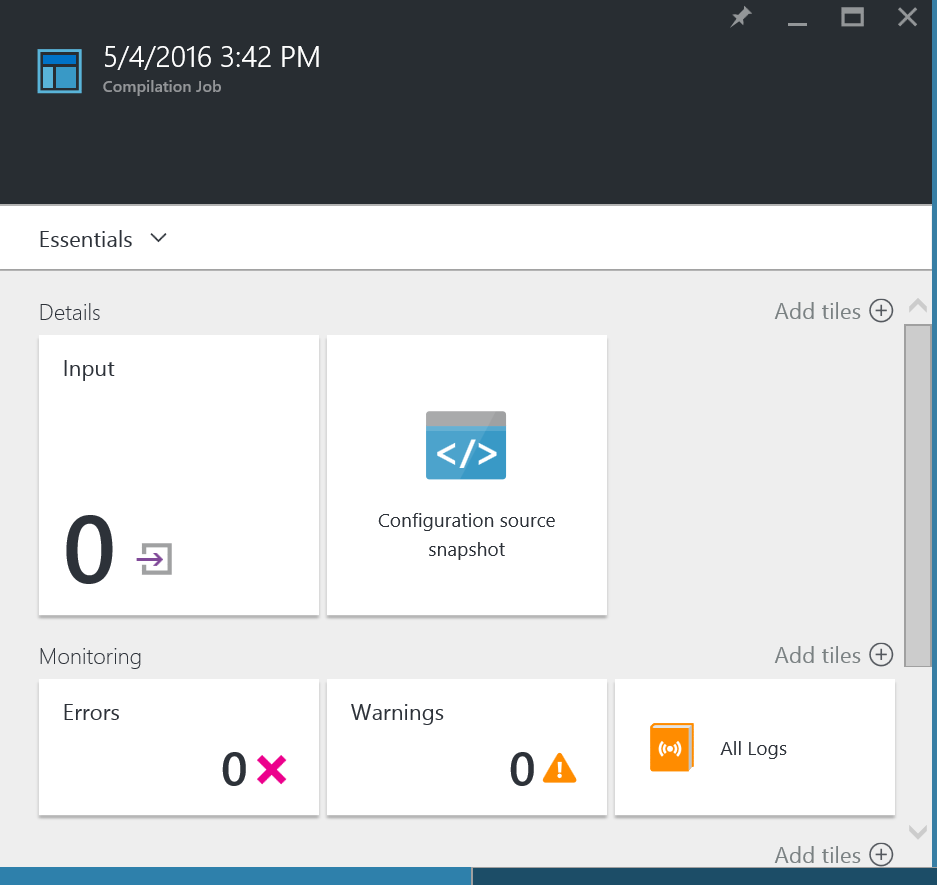 5/4/2016 3:42 PM
Compilation Job
Essentials
Details
Add tiles
Input
0
</>
Configuration source
snapshot
Monitoring
Add tiles
Errors
0
Warnings
0
All Logs
Add tiles